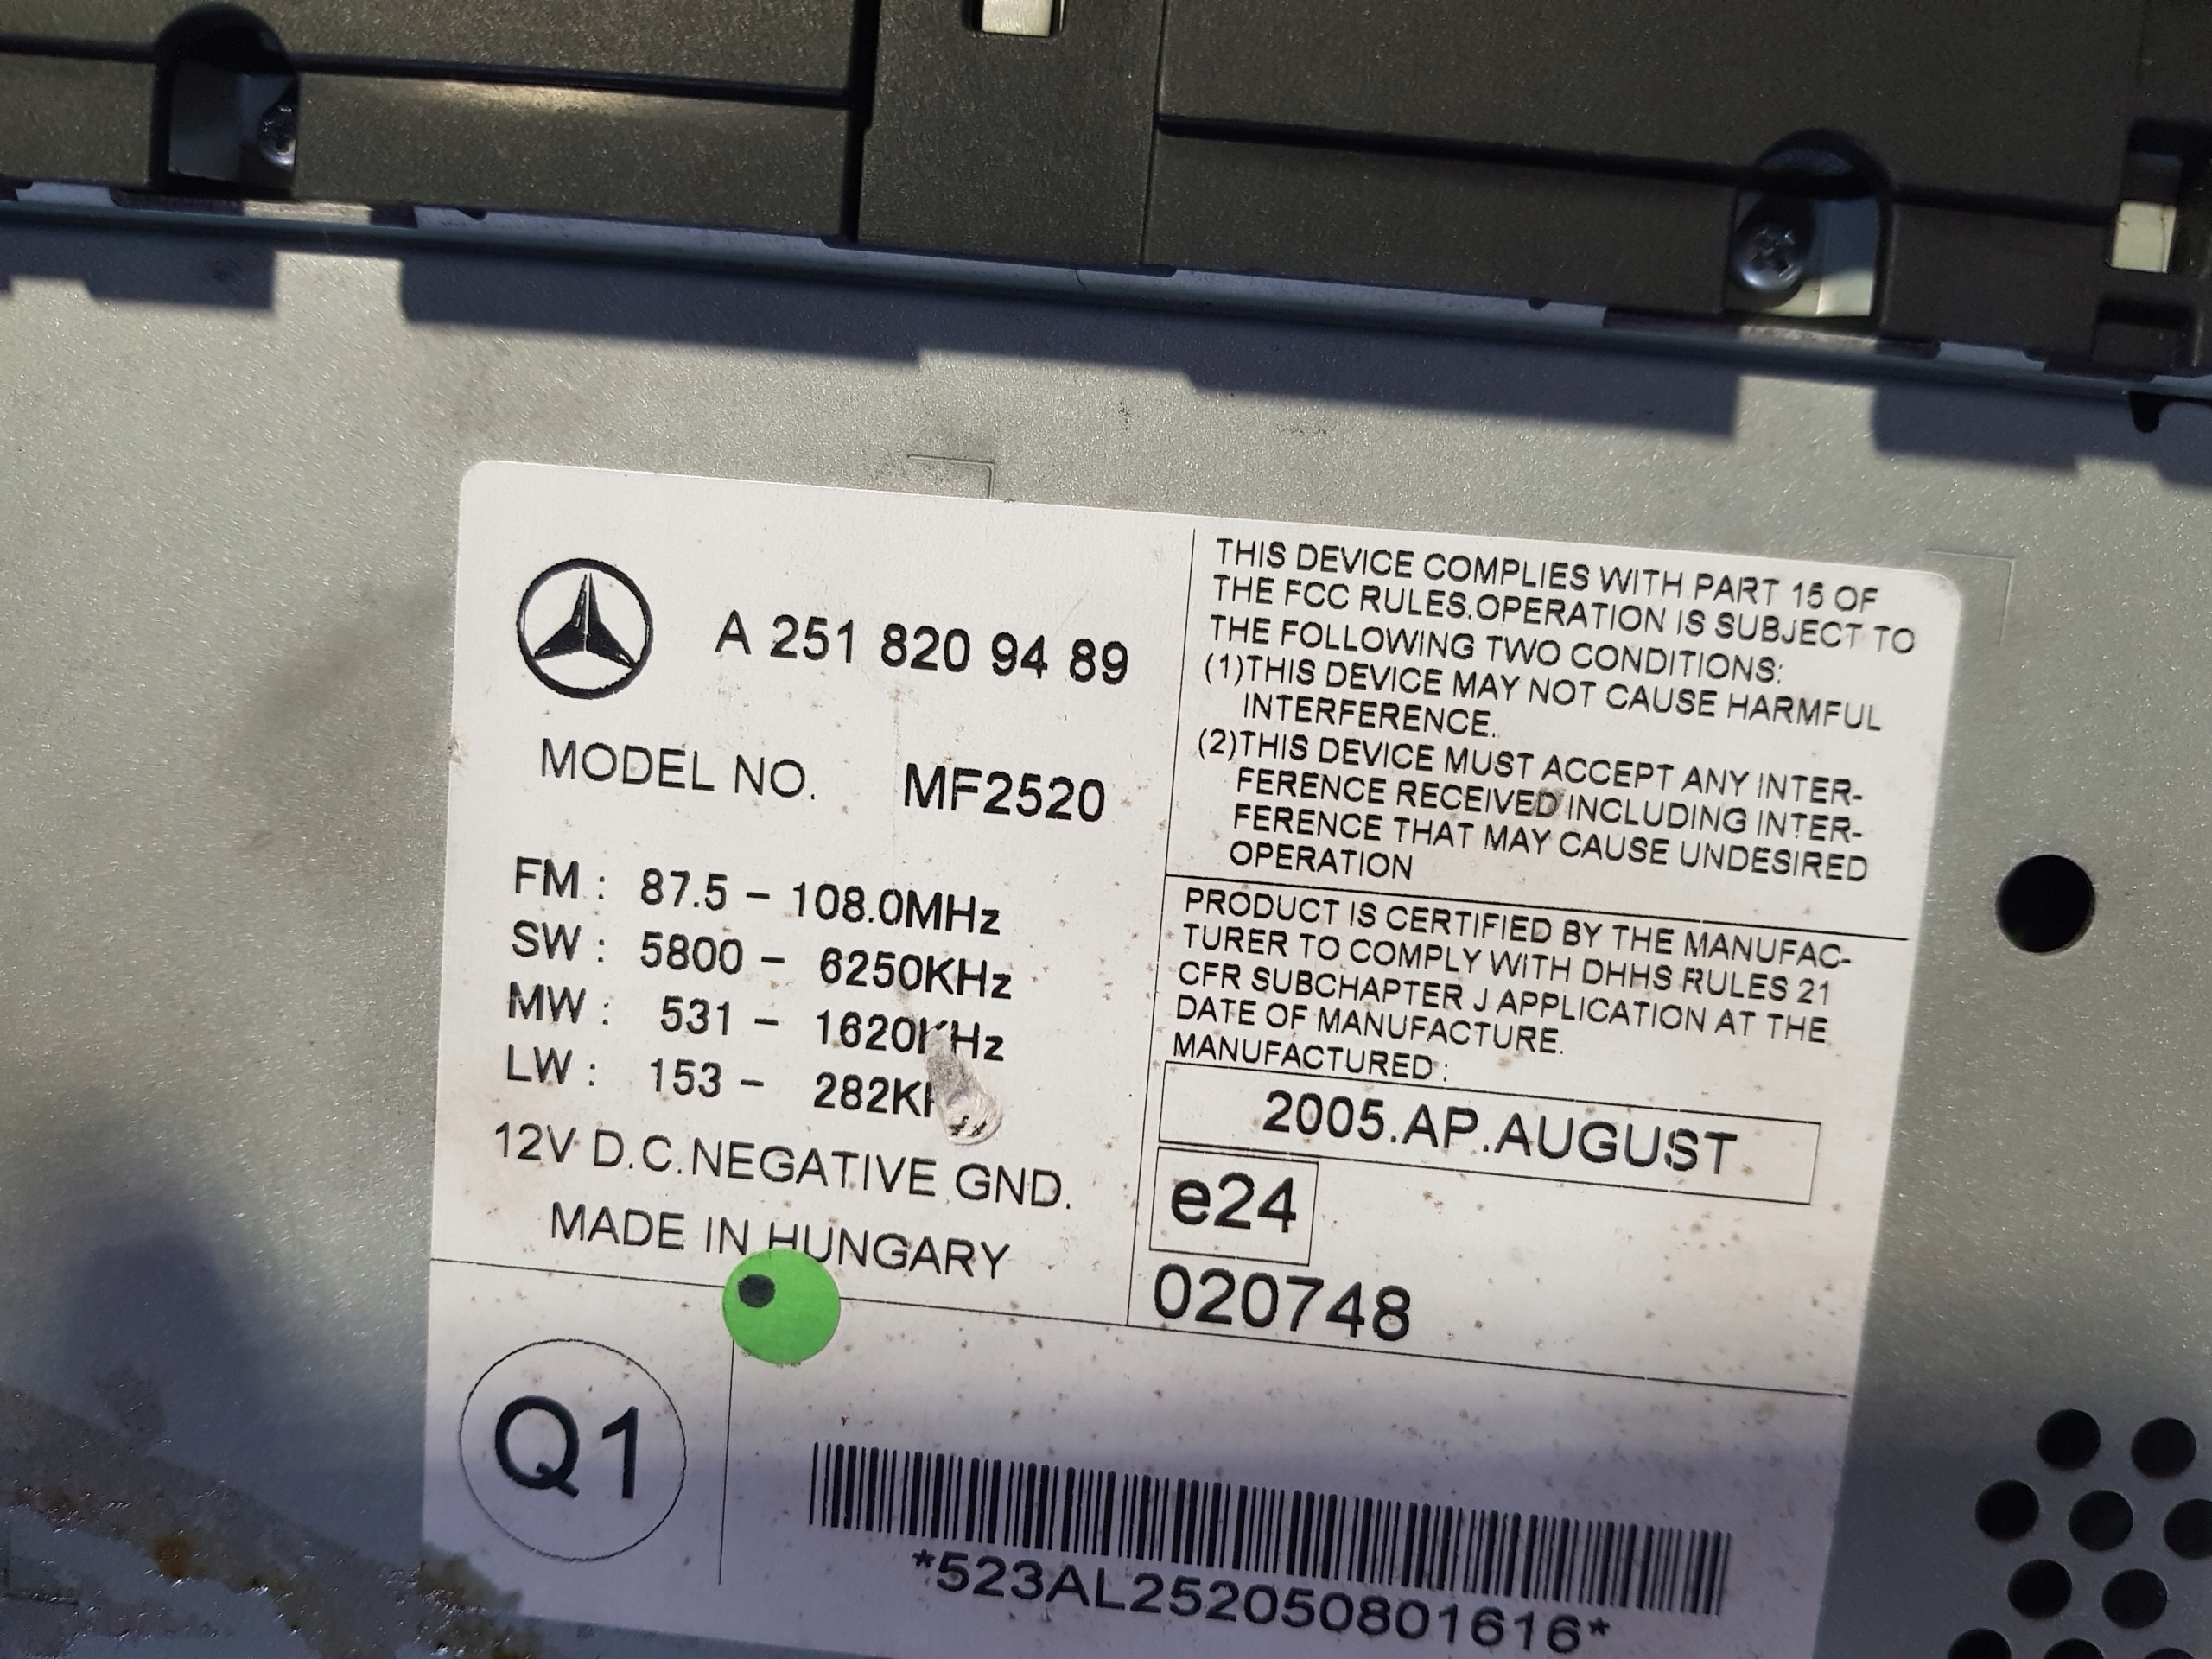 A 251 820 94 89
MODEL NO. MF2520
FM : 87.5 - 108.0MHz
SW : 5800 - 6250KHz
MW : 531 - 1620KHz
LW : 153 - 282KH
12V D.C.NEGATIVE GND.
MADE IN HUNGARY
THIS DEVICE COMPLIES WITH PART 15 OF
THE FCC RULES.OPERATION IS SUBJECT TO
THE FOLLOWING TWO CONDITIONS:
(1)THIS DEVICE MAY NOT CAUSE HARMFUL
INTERFERENCE.
(2)THIS DEVICE MUST ACCEPT ANY INTER-
FERENCE RECEIVED INCLUDING INTER-
FERENCE THAT MAY CAUSE UNDESIRED
OPERATION
PRODUCT IS CERTIFIED BY THE MANUFAC-
TURER TO COMPLY WITH DHHS RULES 21
CFR SUBCHAPTER J APPLICATION AT THE
DATE OF MANUFACTURE.
MANUFACTURED :
2005.AP.AUGUST
e24
020748
Q1
*523AL252050801616*